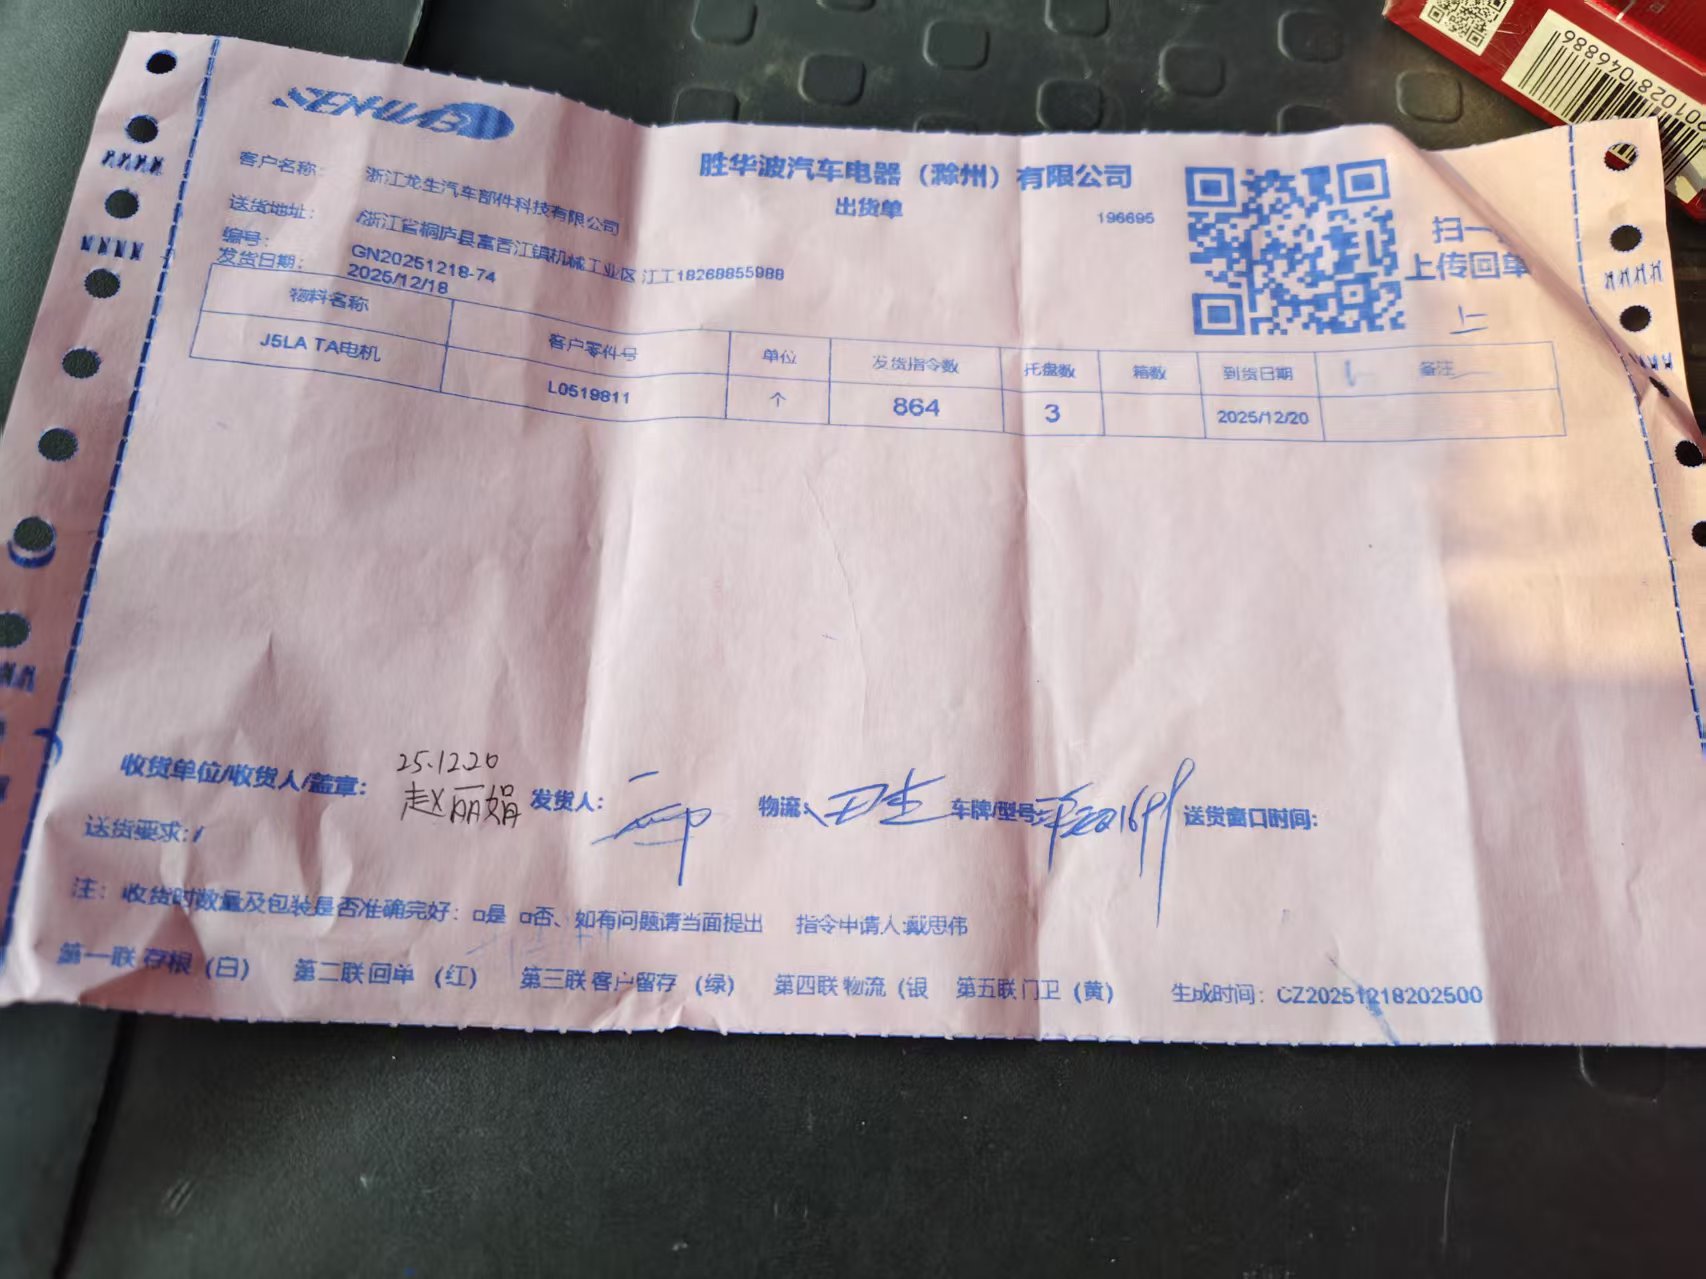 SENHUAB
胜华波汽车电器（滁州）有限公司
出货单
196695
客户名称： 浙江龙生汽车部件科技有限公司
送货地址： 浙江省桐庐县富春江镇机械工业区 江工18268855988
编号： GN20251218-74
发货日期： 2025/12/18
扫一
上传回单
物料名称 客户零件号 单位 发货指令数 托盘数 箱数 到货日期 备注
J5LA TA电机 L0519811 个 864 3 2025/12/20
25.12.20
收货单位/收货人/盖章： 赵丽娟 发货人： 物流： 车牌/型号： 送货窗口时间：
送货要求：/
注：收货时数量及包装是否准确完好：□是 □否、如有问题请当面提出 指令申请人:戴思伟
第一联 存根（白） 第二联 回单（红） 第三联 客户留存（绿） 第四联 物流（银 第五联 门卫（黄） 生成时间：CZ20251218202500
01028 046886